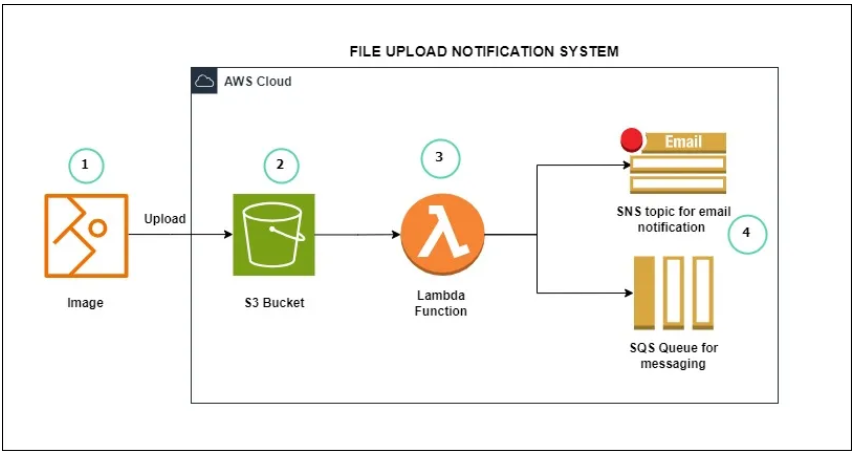 FILE UPLOAD NOTIFICATION SYSTEM
AWS Cloud
1
2
3
Email
Upload
SNS topic for email
notification
4
Image
S3 Bucket
Lambda
Function
SQS Queue for
messaging